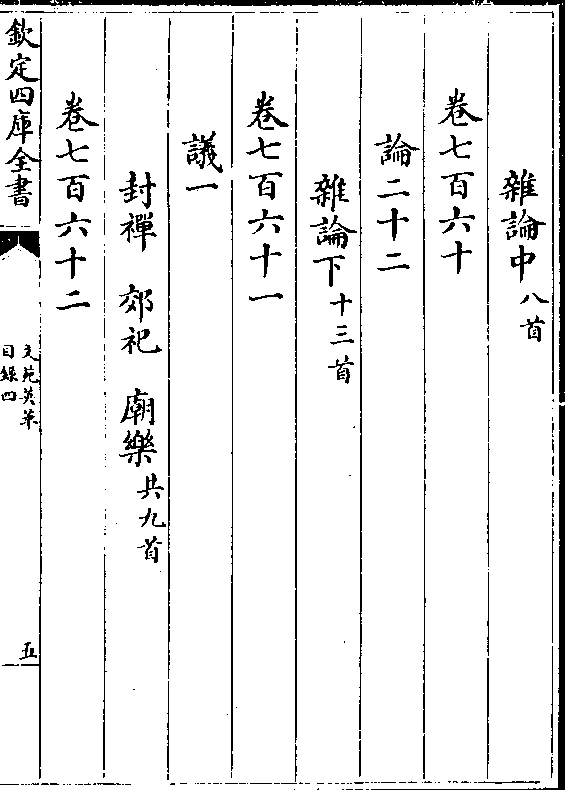 雜論中八首
卷七百六十
論二十二
雜論下十三首
卷七百六十一
議一
封禪　郊祀　廟樂共九首
卷七百六十二
欽定四庫全書
文苑英華
目錄四
五